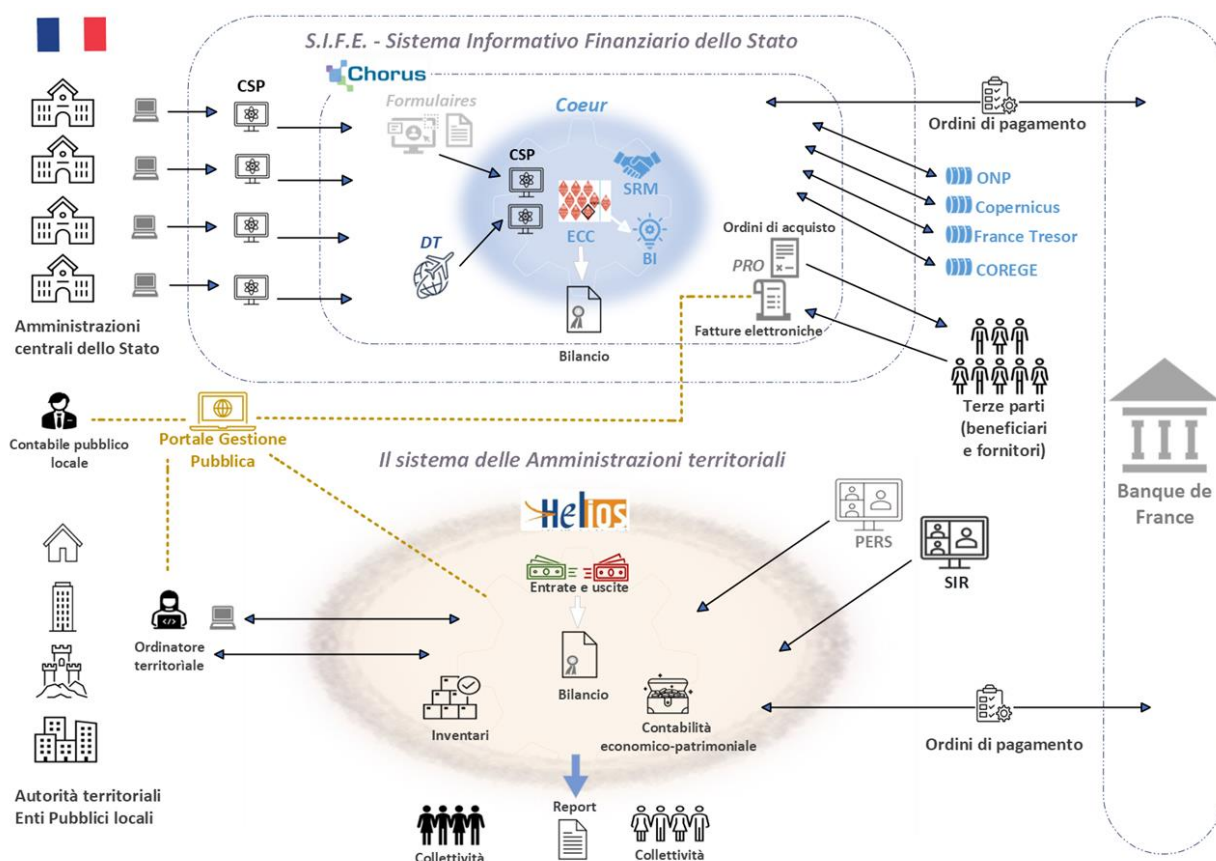 S.I.F.E. - Sistema Informativo Finanziario dello Stato
Chorus
CSP
Formulaires
Coeur
CSP
SRM
ECC
BI
DT
Bilancio
Ordini di acquisto
PRO
Fatture elettroniche
Ordini di pagamento
ONP
Copernicus
France Tresor
COREGE
Amministrazioni
centrali dello Stato
Terze parti
(beneficiari
e fornitori)
Contabile pubblico
locale
Portale Gestione
Pubblica
Banque de
France
Il sistema delle Amministrazioni territoriali
Helios
PERS
SIR
Entrate e uscite
Ordinatore
territorìale
Bilancio
Inventari
Contabilità
economico-patrimoniale
Ordini di pagamento
Autorità territoriali
Enti Pubblici locali
Report
Collettività
Collettività